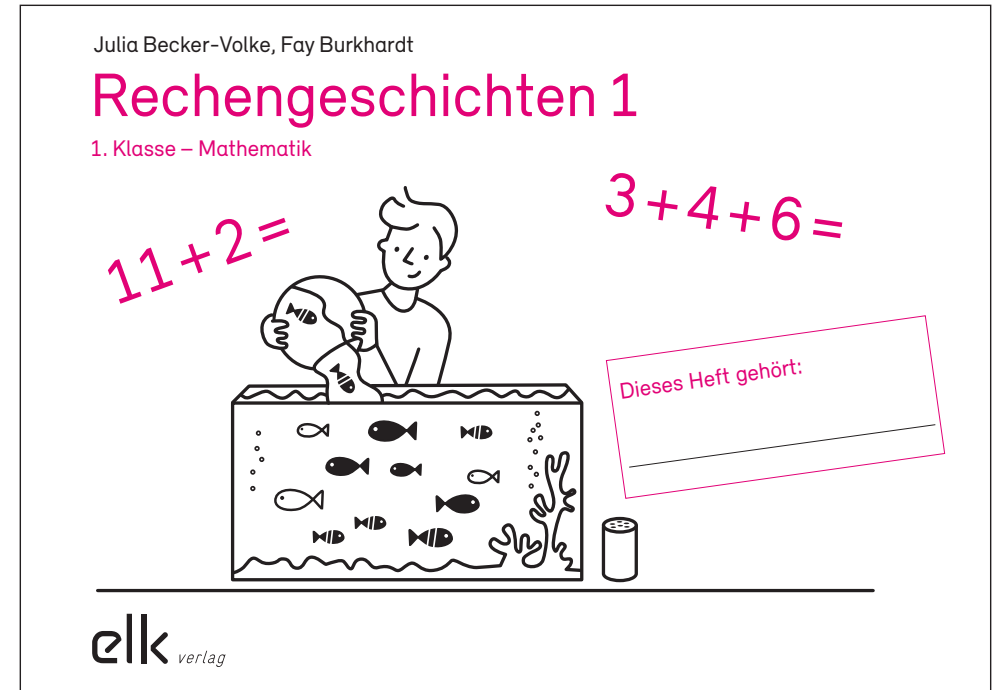 Julia Becker-Volke, Fay Burkhardt
Rechengeschichten 1
1. Klasse – Mathematik
11+2=
3+4+6=
Dieses Heft gehört:
elk verlag